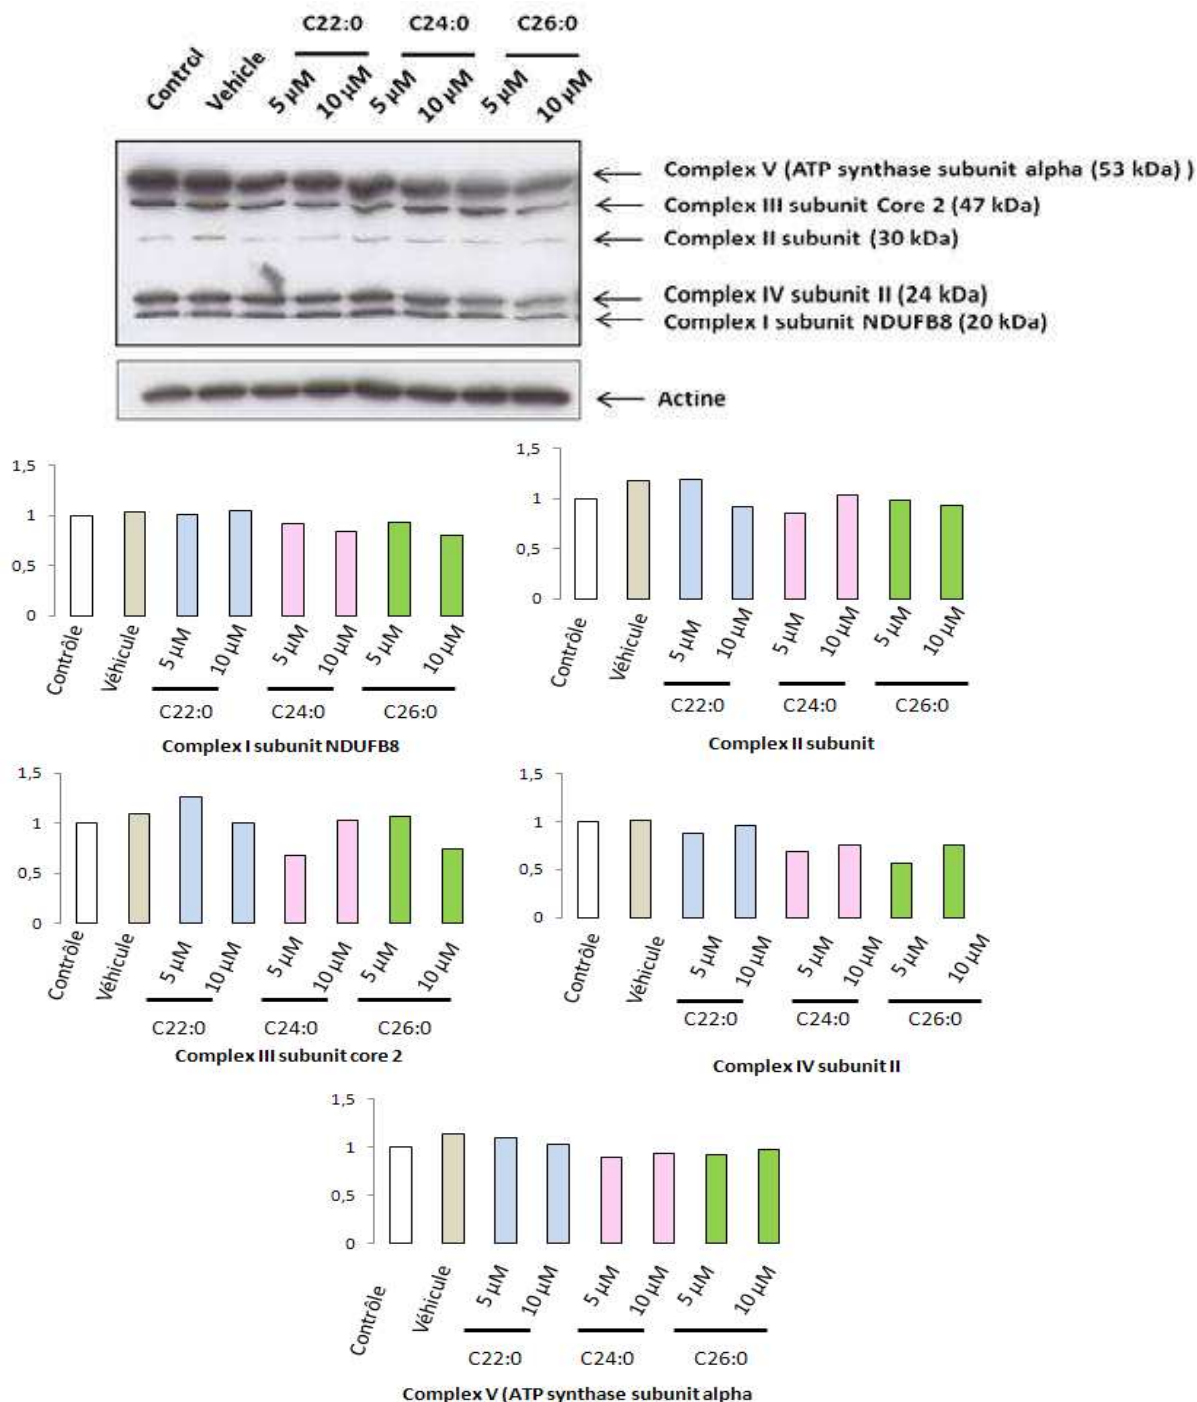 C22:0 C24:0 C26:0
Control Vehicle 5 µM 10 µM 5 µM 10 µM 5 µM 10 µM
Complex V (ATP synthase subunit alpha (53 kDa) )
Complex III subunit Core 2 (47 kDa)
Complex II subunit (30 kDa)
Complex IV subunit II (24 kDa)
Complex I subunit NDUFB8 (20 kDa)
Actine
1,5
1
0,5
0
Contrôle Véhicule 5 µM 10 µM 5 µM 10 µM 5 µM 10 µM
C22:0 C24:0 C26:0
Complex I subunit NDUFB8
1,5
1
0,5
0
Contrôle Véhicule 5 µM 10 µM 5 µM 10 µM 5 µM 10 µM
C22:0 C24:0 C26:0
Complex II subunit
1,5
1
0,5
0
Contrôle Véhicule 5 µM 10 µM 5 µM 10 µM 5 µM 10 µM
C22:0 C24:0 C26:0
Complex III subunit core 2
1,5
1
0,5
0
Contrôle Véhicule 5 µM 10 µM 5 µM 10 µM 5 µM 10 µM
C22:0 C24:0 C26:0
Complex IV subunit II
1,5
1
0,5
0
Contrôle Véhicule 5 µM 10 µM 5 µM 10 µM 5 µM 10 µM
C22:0 C24:0 C26:0
Complex V (ATP synthase subunit alpha